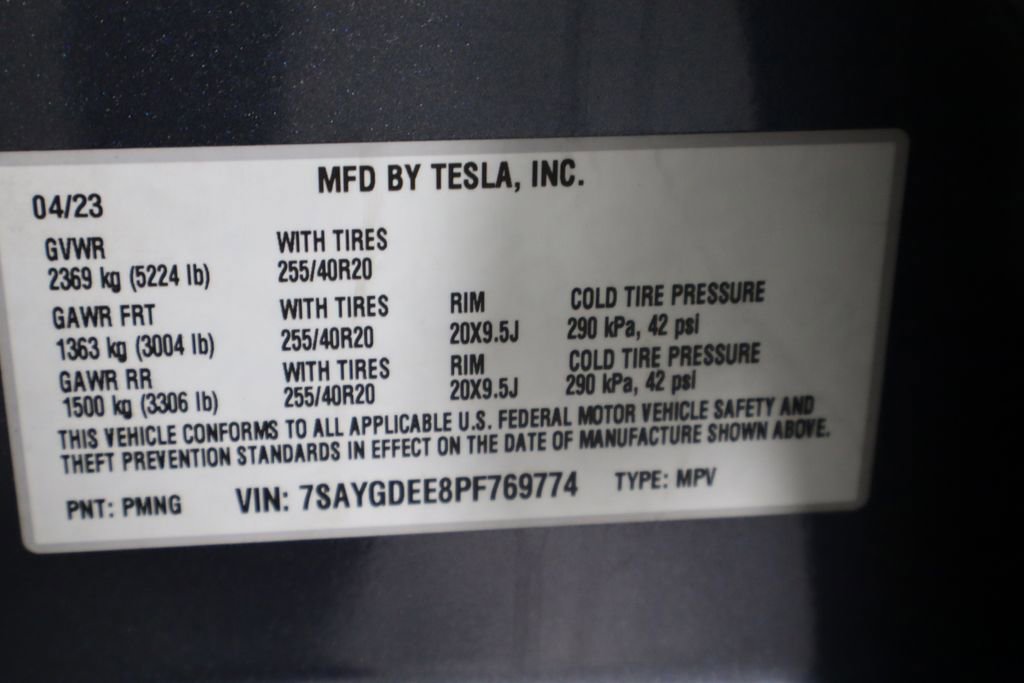 MFD BY TESLA, INC.
04/23
GVWR WITH TIRES
2369 kg (5224 lb) 255/40R20
GAWR FRT WITH TIRES RIM COLD TIRE PRESSURE
1363 kg (3004 lb) 255/40R20 20X9.5J 290 kPa, 42 psi
GAWR RR WITH TIRES RIM COLD TIRE PRESSURE
1500 kg (3306 lb) 255/40R20 20X9.5J 290 kPa, 42 psi
THIS VEHICLE CONFORMS TO ALL APPLICABLE U.S. FEDERAL MOTOR VEHICLE SAFETY AND
THEFT PREVENTION STANDARDS IN EFFECT ON THE DATE OF MANUFACTURE SHOWN ABOVE.
PNT: PMNG VIN: 7SAYGDEE8PF769774 TYPE: MPV